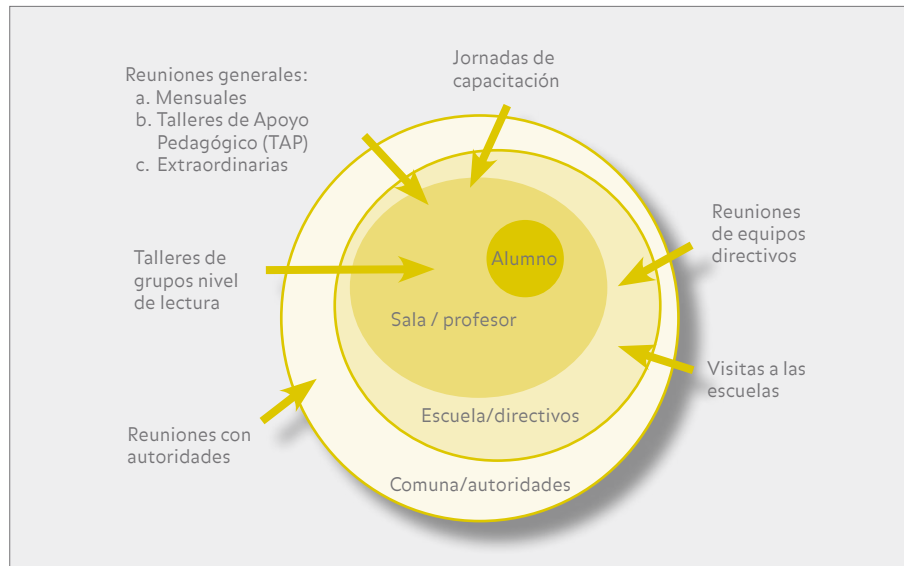 Reuniones generales:
a. Mensuales
b. Talleres de Apoyo
Pedagógico (TAP)
c. Extraordinarias
Jornadas de
capacitación
Reuniones
de equipos
directivos
Alumno
Talleres de
grupos nivel
de lectura
Sala / profesor
Visitas a las
escuelas
Escuela/directivos
Reuniones con
autoridades
Comuna/autoridades